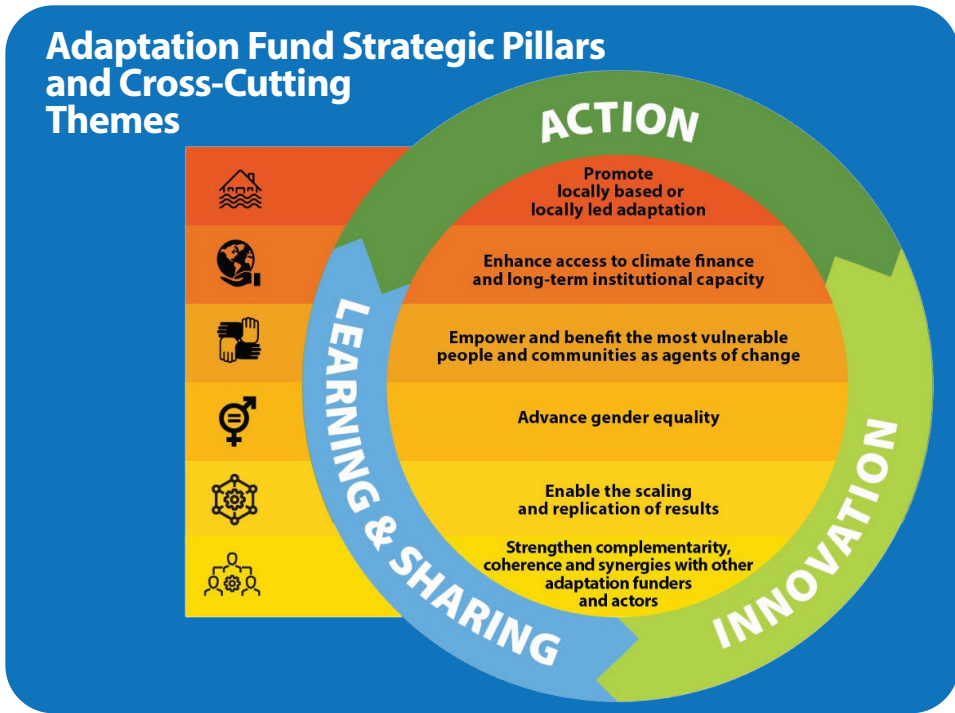 Adaptation Fund Strategic Pillars
and Cross-Cutting
Themes
ACTION
Promote
locally based or
locally led adaptation
Enhance access to climate finance
and long-term institutional capacity
Empower and benefit the most vulnerable
people and communities as agents of change
Advance gender equality
Enable the scaling
and replication of results
Strengthen complementarity,
coherence and synergies with other
adaptation funders
and actors
LEARNING & SHARING
INNOVATION